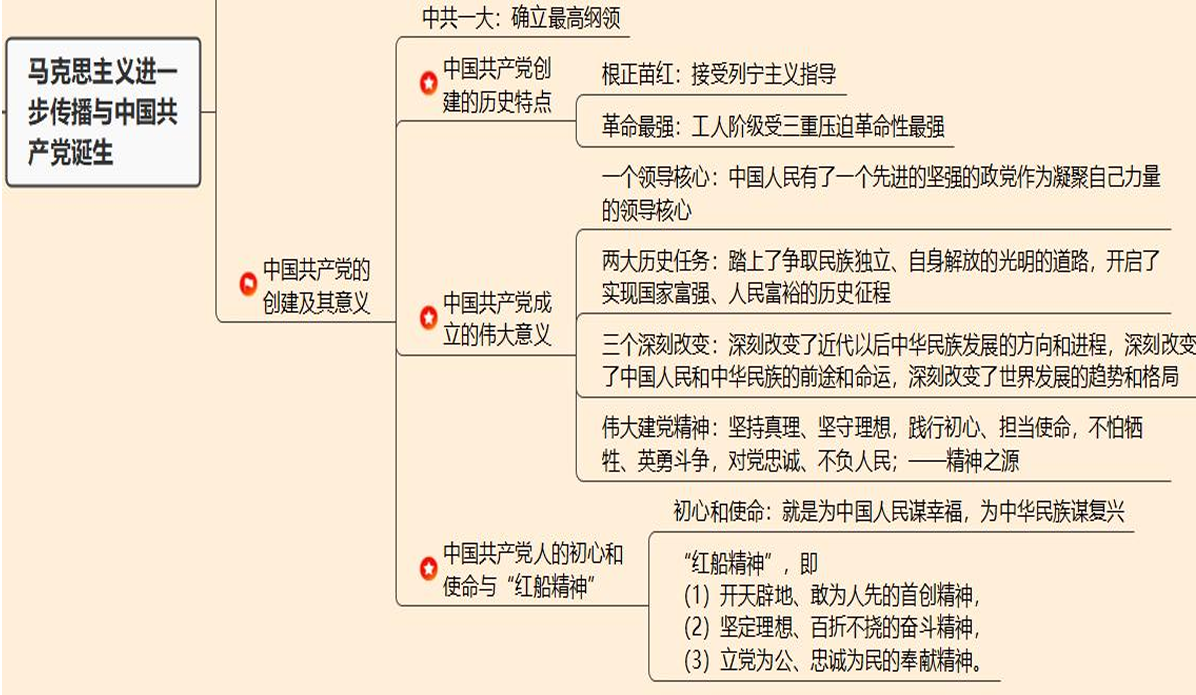 马克思主义进一
步传播与中国共
产党诞生
中国共产党的
创建及其意义
中共一大：确立最高纲领
中国共产党创
建的历史特点
根正苗红：接受列宁主义指导
革命最强：工人阶级受三重压迫革命性最强
中国共产党成
立的伟大意义
一个领导核心：中国人民有了一个先进的坚强的政党作为凝聚自己力量
的领导核心
两大历史任务：踏上了争取民族独立、自身解放的光明的道路，开启了
实现国家富强、人民富裕的历史征程
三个深刻改变：深刻改变了近代以后中华民族发展的方向和进程，深刻改变
了中国人民和中华民族的前途和命运，深刻改变了世界发展的趋势和格局
伟大建党精神：坚持真理、坚守理想，践行初心、担当使命，不怕牺
牲、英勇斗争，对党忠诚、不负人民；——精神之源
中国共产党人的初心和
使命与“红船精神”
初心和使命：就是为中国人民谋幸福，为中华民族谋复兴
“红船精神”，即
（1）开天辟地、敢为人先的首创精神，
（2）坚定理想、百折不挠的奋斗精神，
（3）立党为公、忠诚为民的奉献精神。